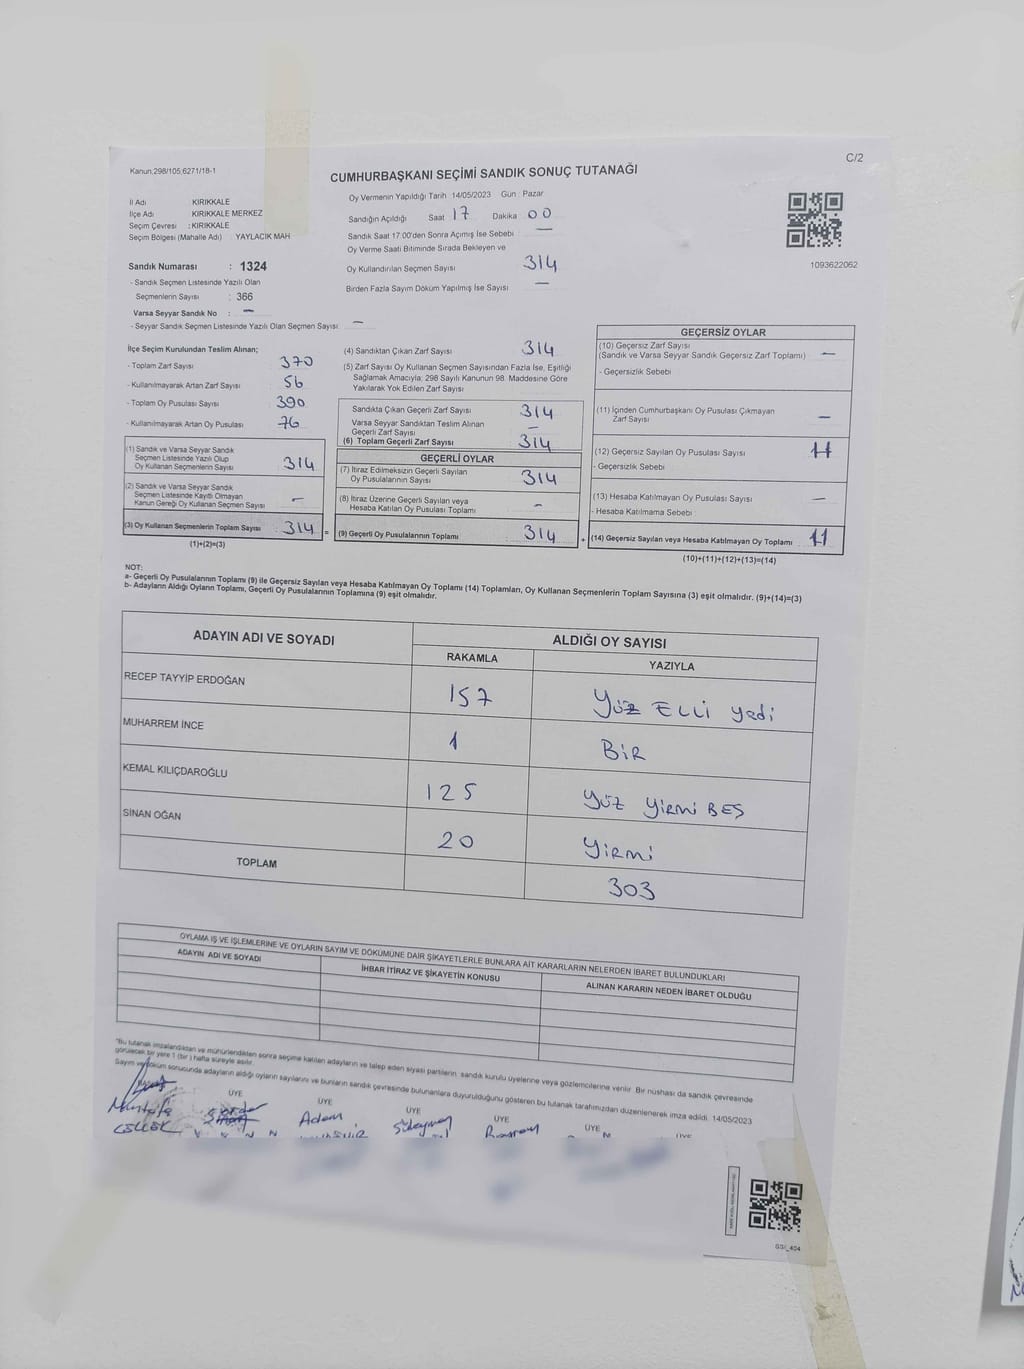 Kanun,298/105,6271/18-1
C/2
CUMHURBAŞKANI SEÇİMİ SANDIK SONUÇ TUTANAĞI
İl Adı KIRIKKALE
İlçe Adı KIRIKKALE MERKEZ
Seçim Çevresi : KIRIKKALE
Seçim Bölgesi (Mahalle Adı) YAYLACIK MAH
Oy Vermenin Yapıldığı Tarih 14/05/2023 Gün Pazar
Sandığın Açıldığı Saat 17 Dakika 00
Sandık Saat 17:00'den Sonra Açımış İse Sebebi —
Oy Verme Saati Bitiminde Sırada Bekleyen ve
Oy Kullandırılan Seçmen Sayısı 314
Birden Fazla Sayım Döküm Yapılmış İse Sayısı —
1093622062
Sandık Numarası : 1324
- Sandık Seçmen Listesinde Yazılı Olan
Seçmenlerin Sayısı : 366
Varsa Seyyar Sandık No : —
- Seyyar Sandık Seçmen Listesinde Yazılı Olan Seçmen Sayısı —
İlçe Seçim Kurulundan Teslim Alınan;
- Toplam Zarf Sayısı 370
- Kullanılmayarak Artan Zarf Sayısı 56
- Toplam Oy Pusulası Sayısı 390
- Kullanılmayarak Artan Oy Pusulası 76
(1) Sandık ve Varsa Seyyar Sandık
Seçmen Listesinde Yazılı Olup
Oy Kullanan Seçmenlerin Sayısı 314
(2) Sandık ve Varsa Seyyar Sandık
Seçmen Listesinde Kayıtlı Olmayan
Kanun Gereği Oy Kullanan Seçmen Sayısı —
(3) Oy Kullanan Seçmenlerin Toplam Sayısı : 314 =
(1)+(2)=(3)
(4) Sandıktan Çıkan Zarf Sayısı 314
(5) Zarf Sayısı Oy Kullanan Seçmen Sayısından Fazla İse, Eşitliği
Sağlamak Amacıyla; 298 Sayılı Kanunun 98. Maddesine Göre
Yakılarak Yok Edilen Zarf Sayısı
Sandıkta Çıkan Geçerli Zarf Sayısı 314
Varsa Seyyar Sandıktan Teslim Alınan
Geçerli Zarf Sayısı —
(6) Toplam Geçerli Zarf Sayısı 314
GEÇERLİ OYLAR
(7) İtiraz Edilmeksizin Geçerli Sayılan
Oy Pusulalarının Sayısı 314
(8) İtiraz Üzerine Geçerli Sayılan veya
Hesaba Katılan Oy Pusulası Toplamı —
(9) Geçerli Oy Pusulalarının Toplamı 314 +
GEÇERSİZ OYLAR
(10) Geçersiz Zarf Sayısı
(Sandık ve Varsa Seyyar Sandık Geçersiz Zarf Toplamı) —
- Geçersizlik Sebebi
(11) İçinden Cumhurbaşkanı Oy Pusulası Çıkmayan
Zarf Sayısı —
(12) Geçersiz Sayılan Oy Pusulası Sayısı 11
- Geçersizlik Sebebi
(13) Hesaba Katılmayan Oy Pusulası Sayısı —
- Hesaba Katılmama Sebebi
(14) Geçersiz Sayılan veya Hesaba Katılmayan Oy Toplamı 11
(10)+(11)+(12)+(13)=(14)
NOT:
a- Geçerli Oy Pusulalarının Toplamı (9) ile Geçersiz Sayılan veya Hesaba Katılmayan Oy Toplamı (14) Toplamları, Oy Kullanan Seçmenlerin Toplam Sayısına (3) eşit olmalıdır. (9)+(14)=(3)
b- Adayların Aldığı Oyların Toplamı, Geçerli Oy Pusulalarının Toplamına (9) eşit olmalıdır.
ADAYIN ADI VE SOYADI ALDIĞI OY SAYISI
RAKAMLA YAZIYLA
RECEP TAYYİP ERDOĞAN 157 Yüz ELLİ yedi
MUHARREM İNCE 1 BİR
KEMAL KILIÇDAROĞLU 125 yüz yirmi BEŞ
SİNAN OĞAN 20 yirmi
TOPLAM 303
OYLAMA İŞ VE İŞLEMLERİNE VE OYLARIN SAYIM VE DÖKÜMÜNE DAİR ŞİKAYETLERLE BUNLARA AİT KARARLARIN NELERDEN İBARET BULUNDUKLARI
ADAYIN ADI VE SOYADI İHBAR İTİRAZ VE ŞİKAYETİN KONUSU ALINAN KARARIN NEDEN İBARET OLDUĞU
*Bu tutanak imzalandıktan ve mühürlendikten sonra seçime katılan adayların ve talep eden siyasi partilerin, sandık kurulu üyelerine veya gözlemcilerine verilir. Bir nüshası da sandık çevresinde
görülecek bir yere 1 (bir) hafta süreyle asılır.
Sayım ve döküm sonucunda adayların aldığı oyların sayılarını ve bunların sandık çevresinde bulunanlara duyurulduğunu gösteren bu tutanak tarafımızdan düzenlenerek imza edildi. 14/05/2023
ÜYE ÜYE ÜYE ÜYE ÜYE ÜYE
Mustafa Adem Süleyman